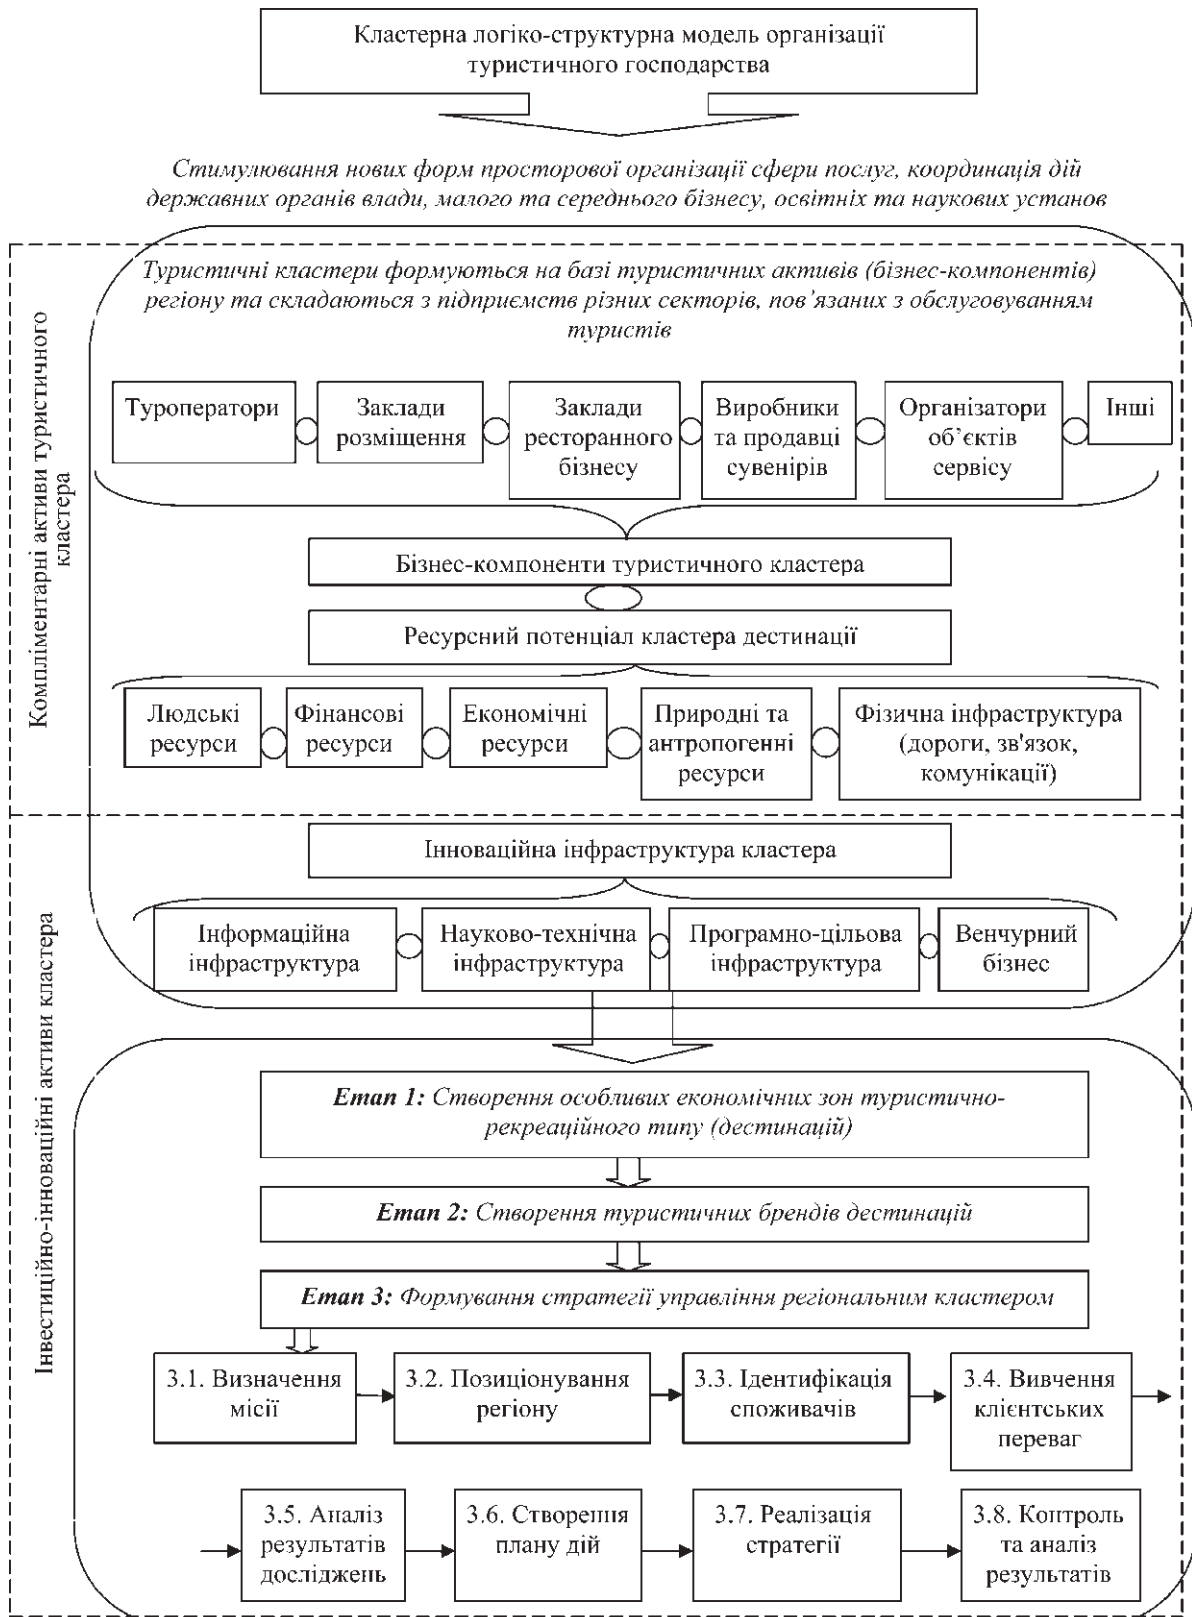 Кластерна логіко-структурна модель організації
туристичного господарства
Стимулювання нових форм просторової організації сфери послуг, координація дій
державних органів влади, малого та середнього бізнесу, освітніх та наукових установ
Компліментарні активи туристичного
кластера
Туристичні кластери формуються на базі туристичних активів (бізнес-компонентів)
регіону та складаються з підприємств різних секторів, пов’язаних з обслуговуванням
туристів
Туроператори
Заклади
розміщення
Заклади
ресторанного
бізнесу
Виробники
та продавці
сувенірів
Організатори
об’єктів
сервісу
Інші
Бізнес-компоненти туристичного кластера
Ресурсний потенціал кластера дестинації
Людські
ресурси
Фінансові
ресурси
Економічні
ресурси
Природні та
антропогенні
ресурси
Фізична інфраструктура
(дороги, зв'язок,
комунікації)
Інвестиційно-інноваційні активи кластера
Інноваційна інфраструктура кластера
Інформаційна
інфраструктура
Науково-технічна
інфраструктура
Програмно-цільова
інфраструктура
Венчурний
бізнес
Етап 1: Створення особливих економічних зон туристично-
рекреаційного типу (дестинацій)
Етап 2: Створення туристичних брендів дестинацій
Етап 3: Формування стратегії управління регіональним кластером
3.1. Визначення
місії
3.2. Позиціонування
регіону
3.3. Ідентифікація
споживачів
3.4. Вивчення
клієнтських
переваг
3.5. Аналіз
результатів
досліджень
3.6. Створення
плану дій
3.7. Реалізація
стратегії
3.8. Контроль
та аналіз
результатів